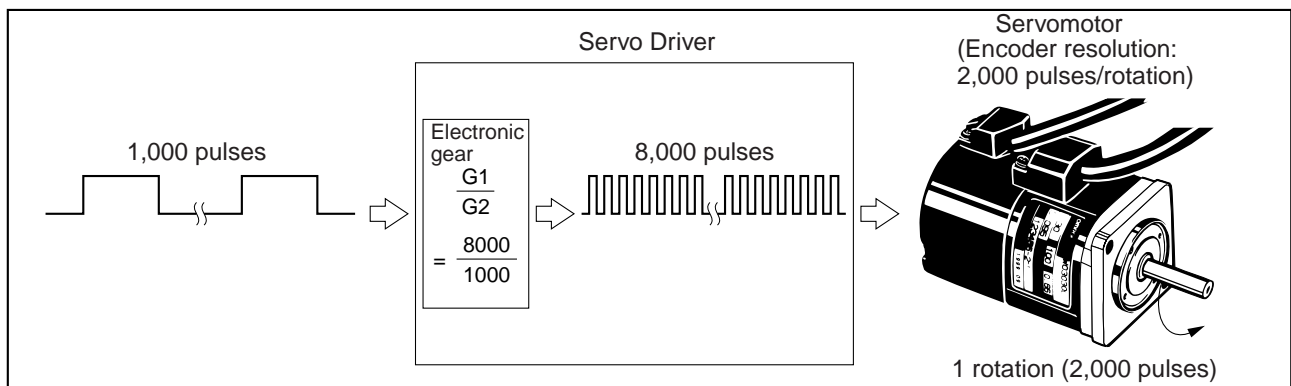 Servomotor
(Encoder resolution:
2,000 pulses/rotation)
Servo Driver
1,000 pulses
Electronic
gear
G1
G2
= 8000
1000
8,000 pulses
1 rotation (2,000 pulses)